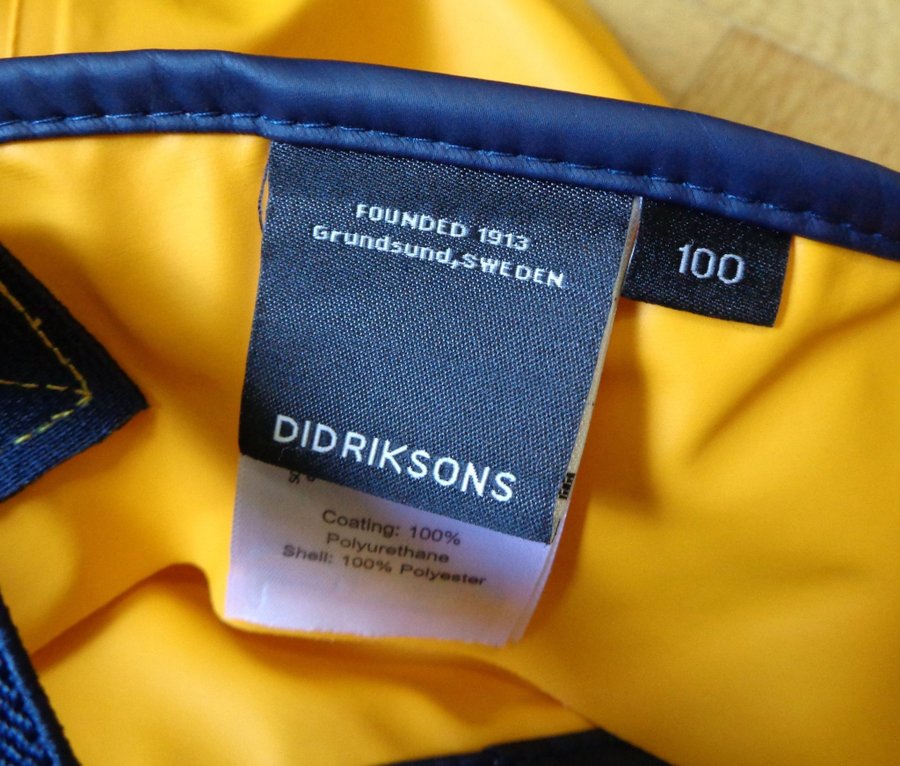 FOUNDED 1913
Grundsund,SWEDEN
100
DIDRIKSONS
Coating: 100%
Polyurethane
Shell: 100% Polyester